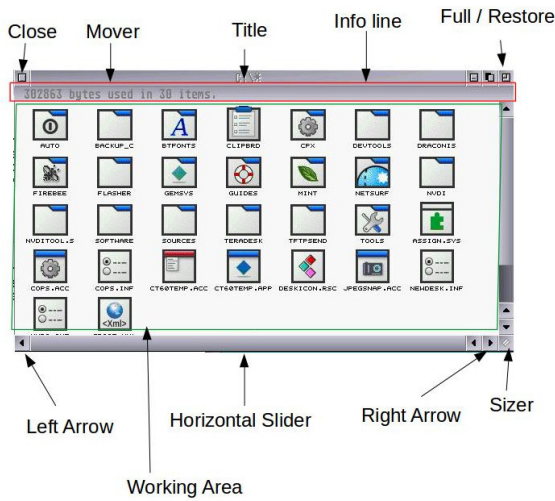 Close
Mover
Title
Info line
Full / Restore
302863 bytes used in 30 items.
AUTO
BACKUP_C
BTFONTS
CLIPBRD
CPX
DEVTOOLS
DRACONIS
FIREBEE
FLASHER
GEMSYS
GUIDES
MINT
NETSURF
NVDI
NVDITOOL.S
SOFTWARE
SOURCES
TERADESK
TFTPSEND
TOOLS
ASSIGN.SYS
COPS.ACC
COPS.INF
CT60TEMP.ACC
CT60TEMP.APP
DESKICON.RSC
JPEGSNAP.ACC
NEWDESK.INF
<Xml>
Left Arrow
Horizontal Slider
Right Arrow
Sizer
Working Area